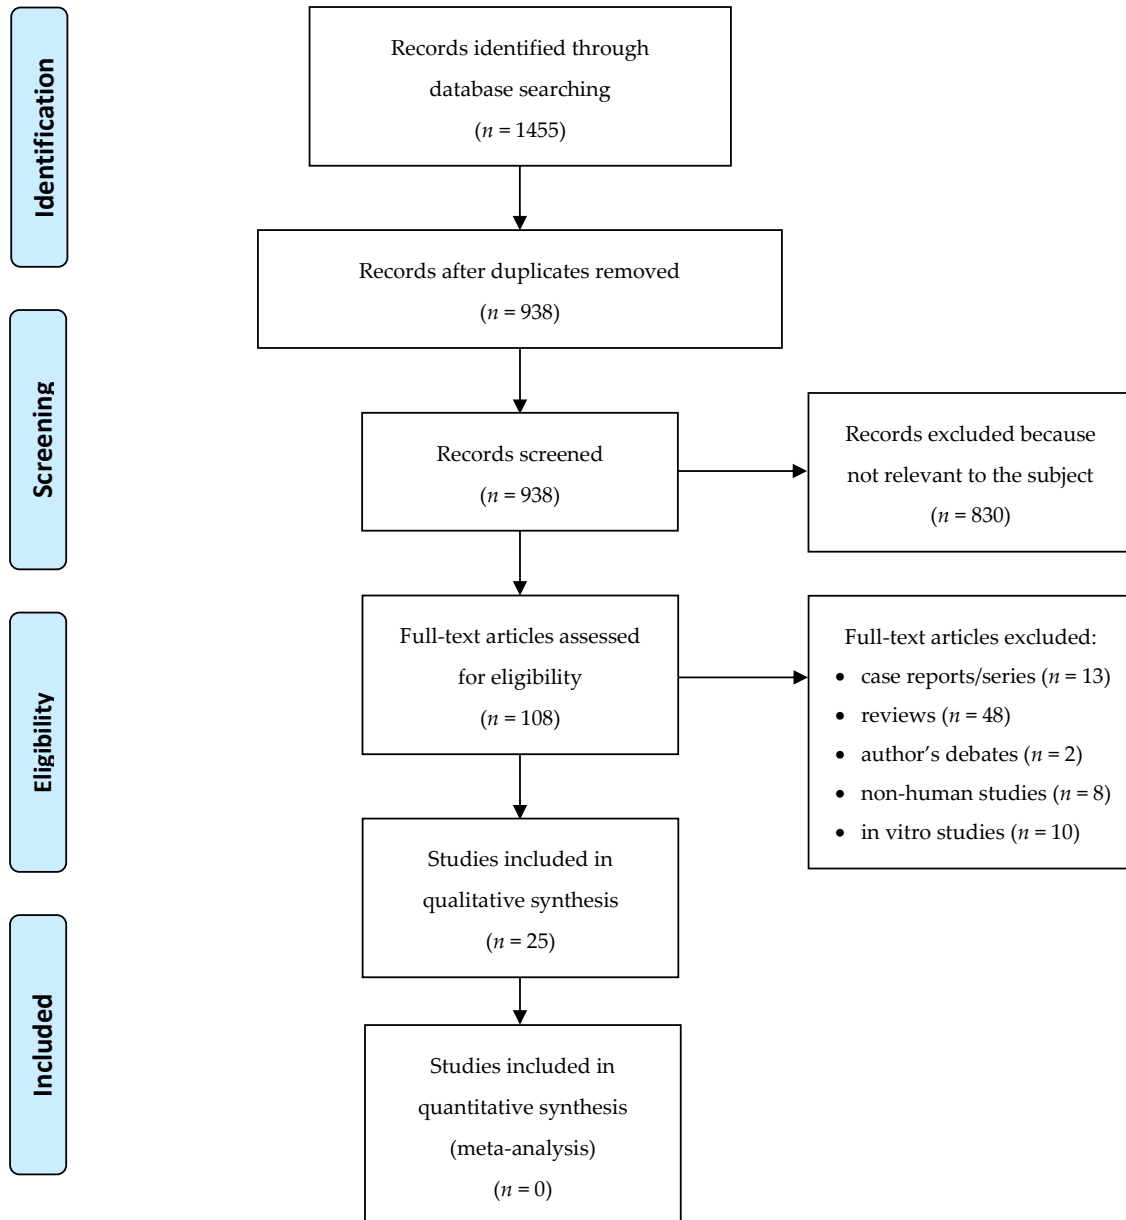 Identification
Records identified through
database searching
(n = 1455)
Records after duplicates removed
(n = 938)
Screening
Records screened
(n = 938)
Records excluded because
not relevant to the subject
(n = 830)
Eligibility
Full-text articles assessed
for eligibility
(n = 108)
Full-text articles excluded:
• case reports/series (n = 13)
• reviews (n = 48)
• author’s debates (n = 2)
• non-human studies (n = 8)
• in vitro studies (n = 10)
Studies included in
qualitative synthesis
(n = 25)
Included
Studies included in
quantitative synthesis
(meta-analysis)
(n = 0)